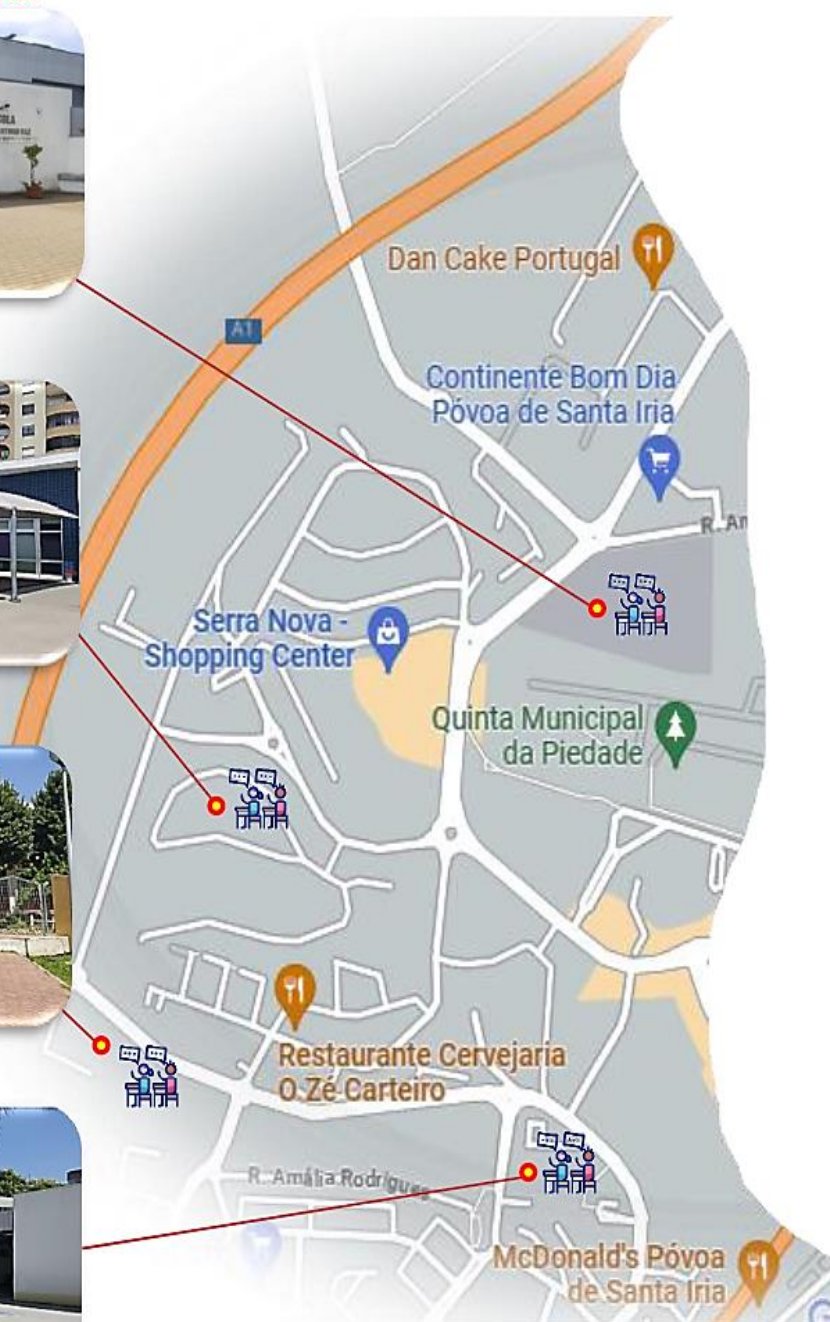 A1
Dan Cake Portugal
Continente Bom Dia
Póvoa de Santa Iria
R. An
Serra Nova -
Shopping Center
Quinta Municipal
da Piedade
Restaurante Cervejaria
O Zé Carteiro
R. Amália Rodrigues
McDonald's Póvoa
de Santa Iria